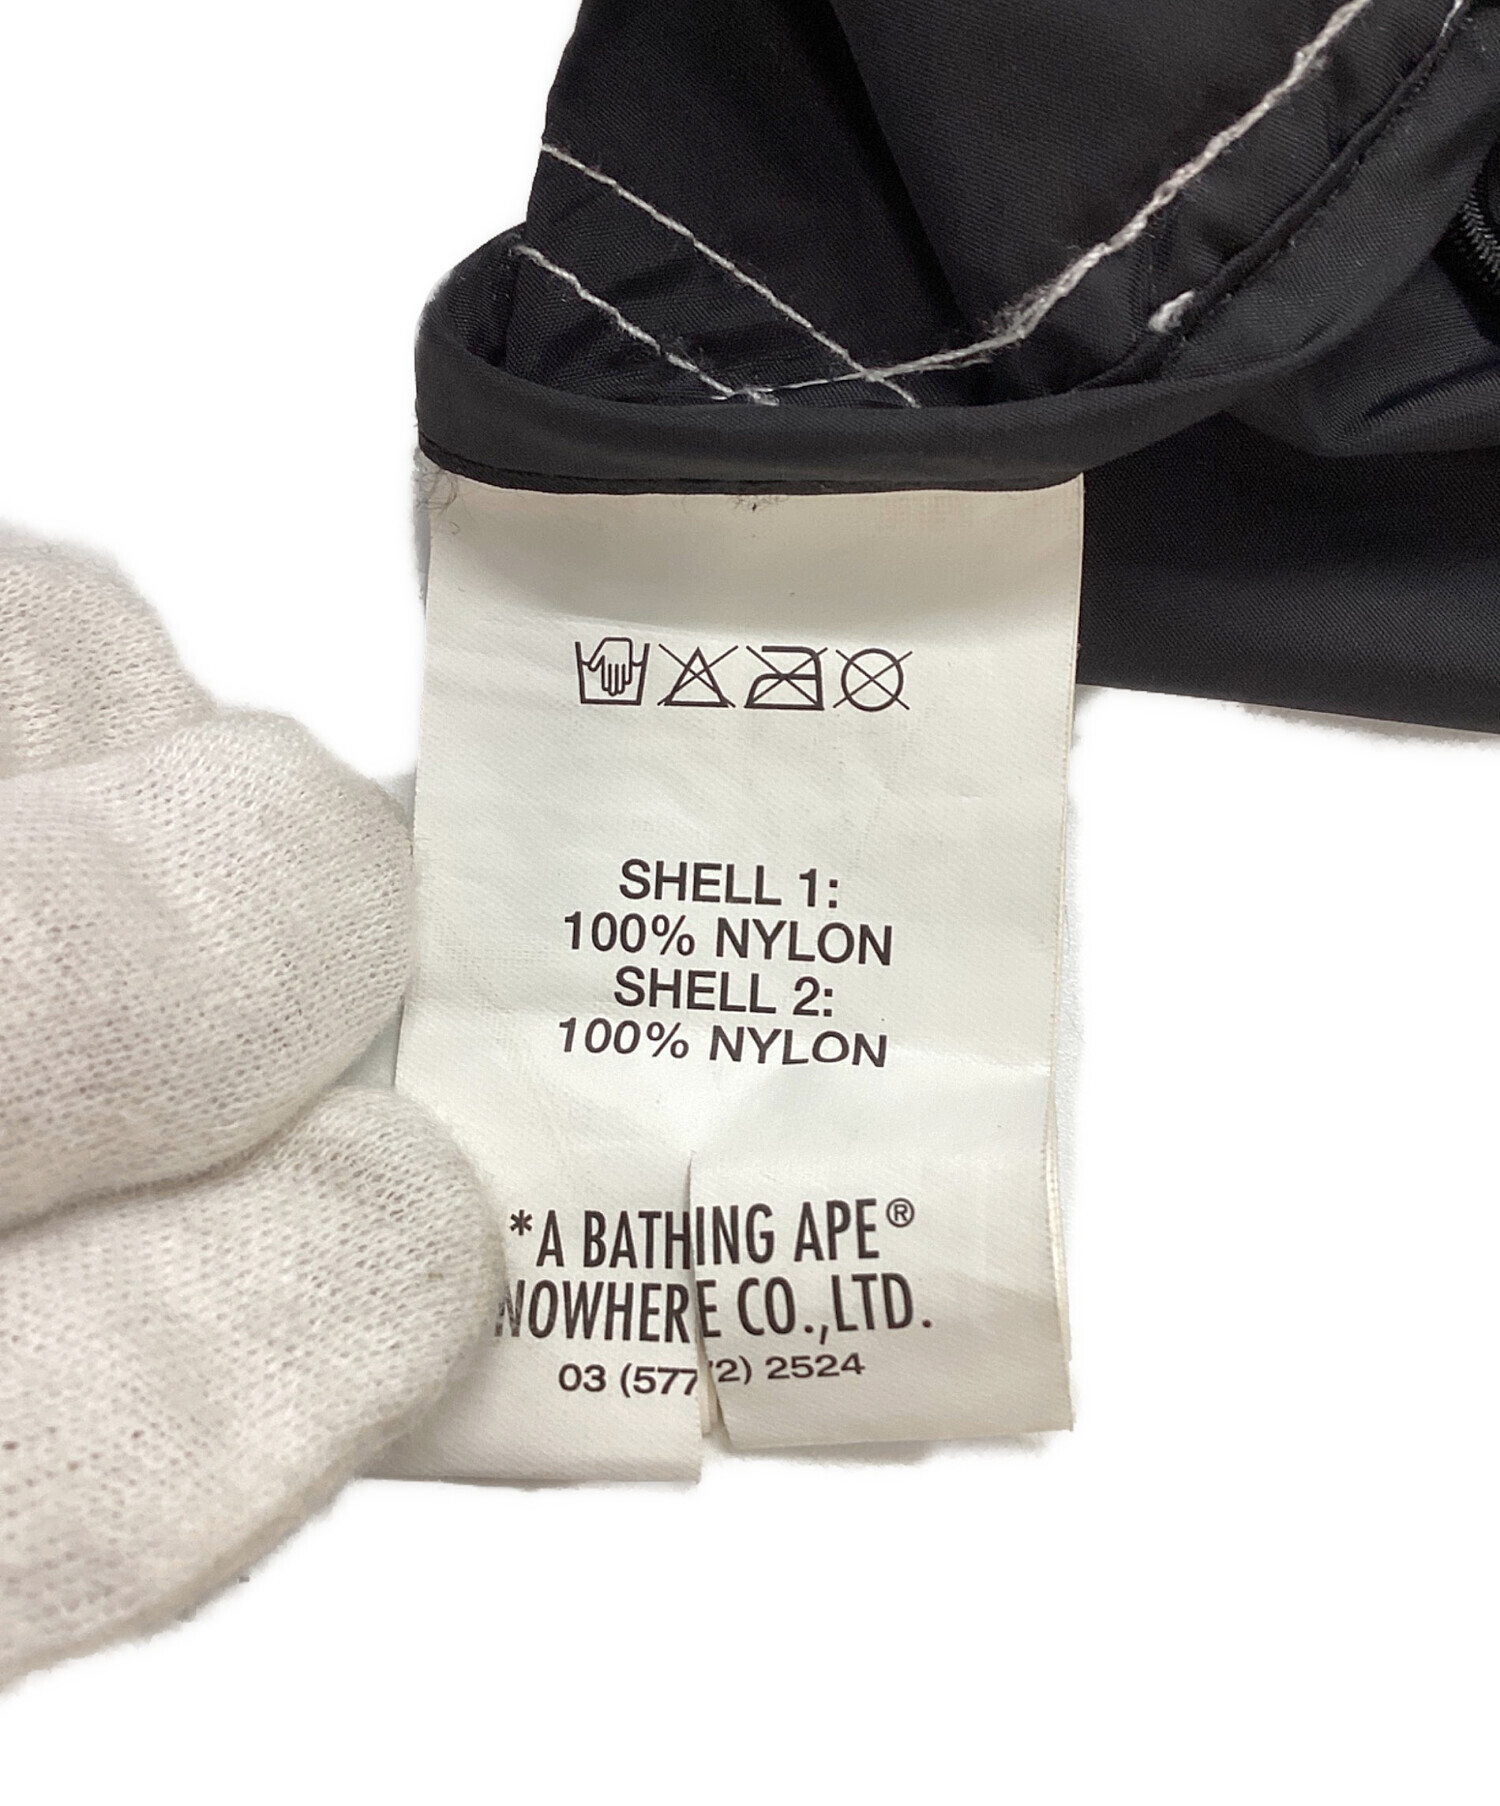 SHELL 1:
100% NYLON
SHELL 2:
100% NYLON
*A BATHING APE®
NOWHERE CO.,LTD.
03 (5772) 2524